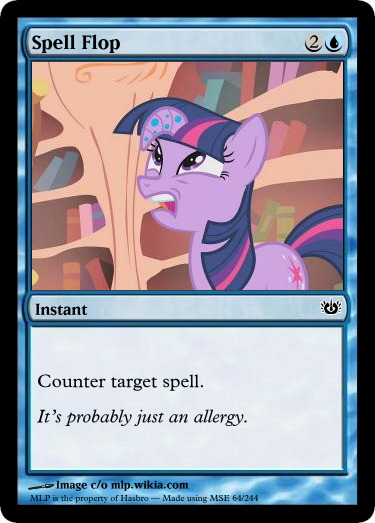 Spell Flop 2
Instant
Counter target spell.
It's probably just an allergy.
Image c/o mlp.wikia.com
MLP is the property of Hasbro — Made using MSE 64/244